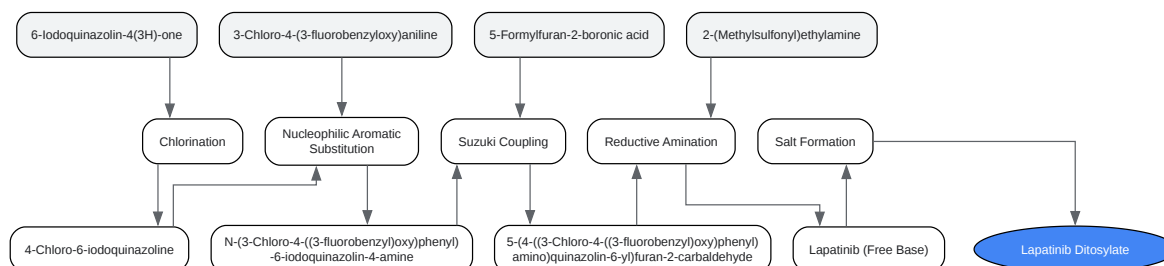 6-Iodoquinazolin-4(3H)-one
3-Chloro-4-(3-fluorobenzyloxy)aniline
5-Formylfuran-2-boronic acid
2-(Methylsulfonyl)ethylamine
Chlorination
Nucleophilic Aromatic
Substitution
Suzuki Coupling
Reductive Amination
Salt Formation
4-Chloro-6-iodoquinazoline
N-(3-Chloro-4-((3-fluorobenzyl)oxy)phenyl)
-6-iodoquinazolin-4-amine
5-(4-((3-Chloro-4-((3-fluorobenzyl)oxy)phenyl)
amino)quinazolin-6-yl)furan-2-carbaldehyde
Lapatinib (Free Base)
Lapatinib Ditosylate